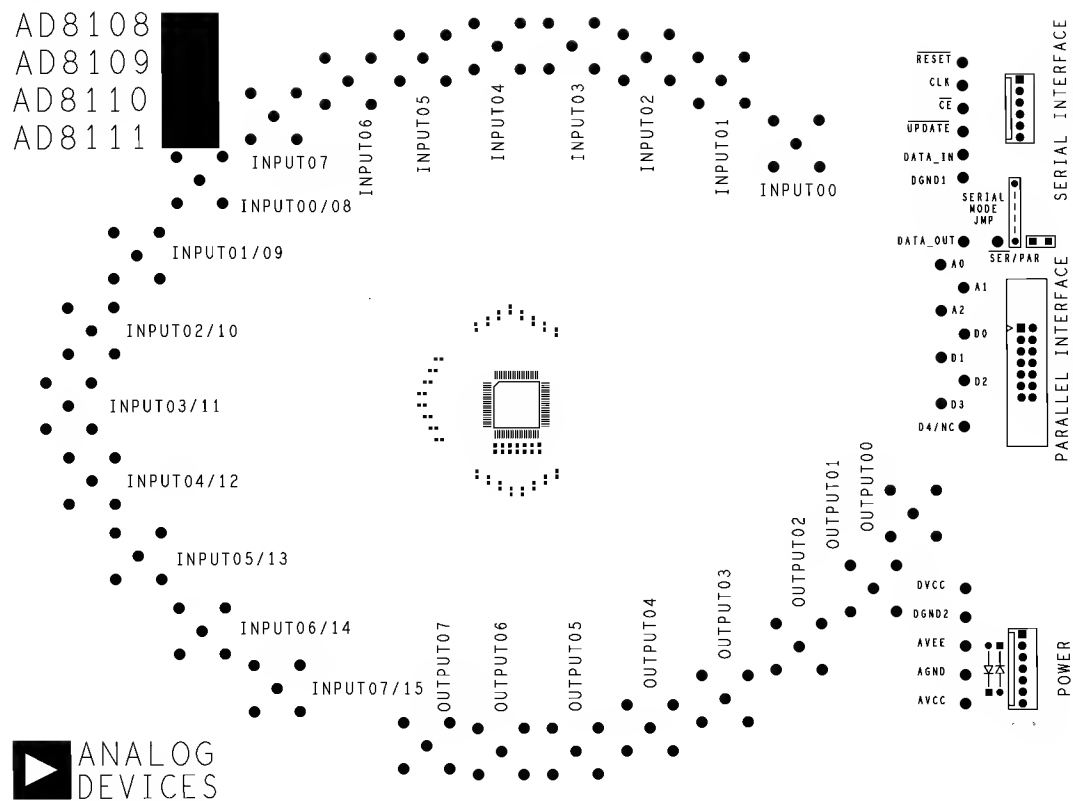 AD8108
AD8109
AD8110
AD8111
INPUT07
INPUT06
INPUT05
INPUT04
INPUT03
INPUT02
INPUT01
INPUT00
INPUT00/08
INPUT01/09
INPUT02/10
INPUT03/11
INPUT04/12
INPUT05/13
INPUT06/14
INPUT07/15
OUTPUT07
OUTPUT06
OUTPUT05
OUTPUT04
OUTPUT03
OUTPUT02
OUTPUT01
OUTPUT00
RESET
CLK
CE
UPDATE
DATA_IN
DGND1
SERIAL
MODE
JMP
DATA_OUT
SER/PAR
A0
A1
A2
D0
D1
D2
D3
D4/NC
SERIAL INTERFACE
PARALLEL INTERFACE
DVCC
DGND2
AVEE
AGND
AVCC
POWER
ANALOG
DEVICES